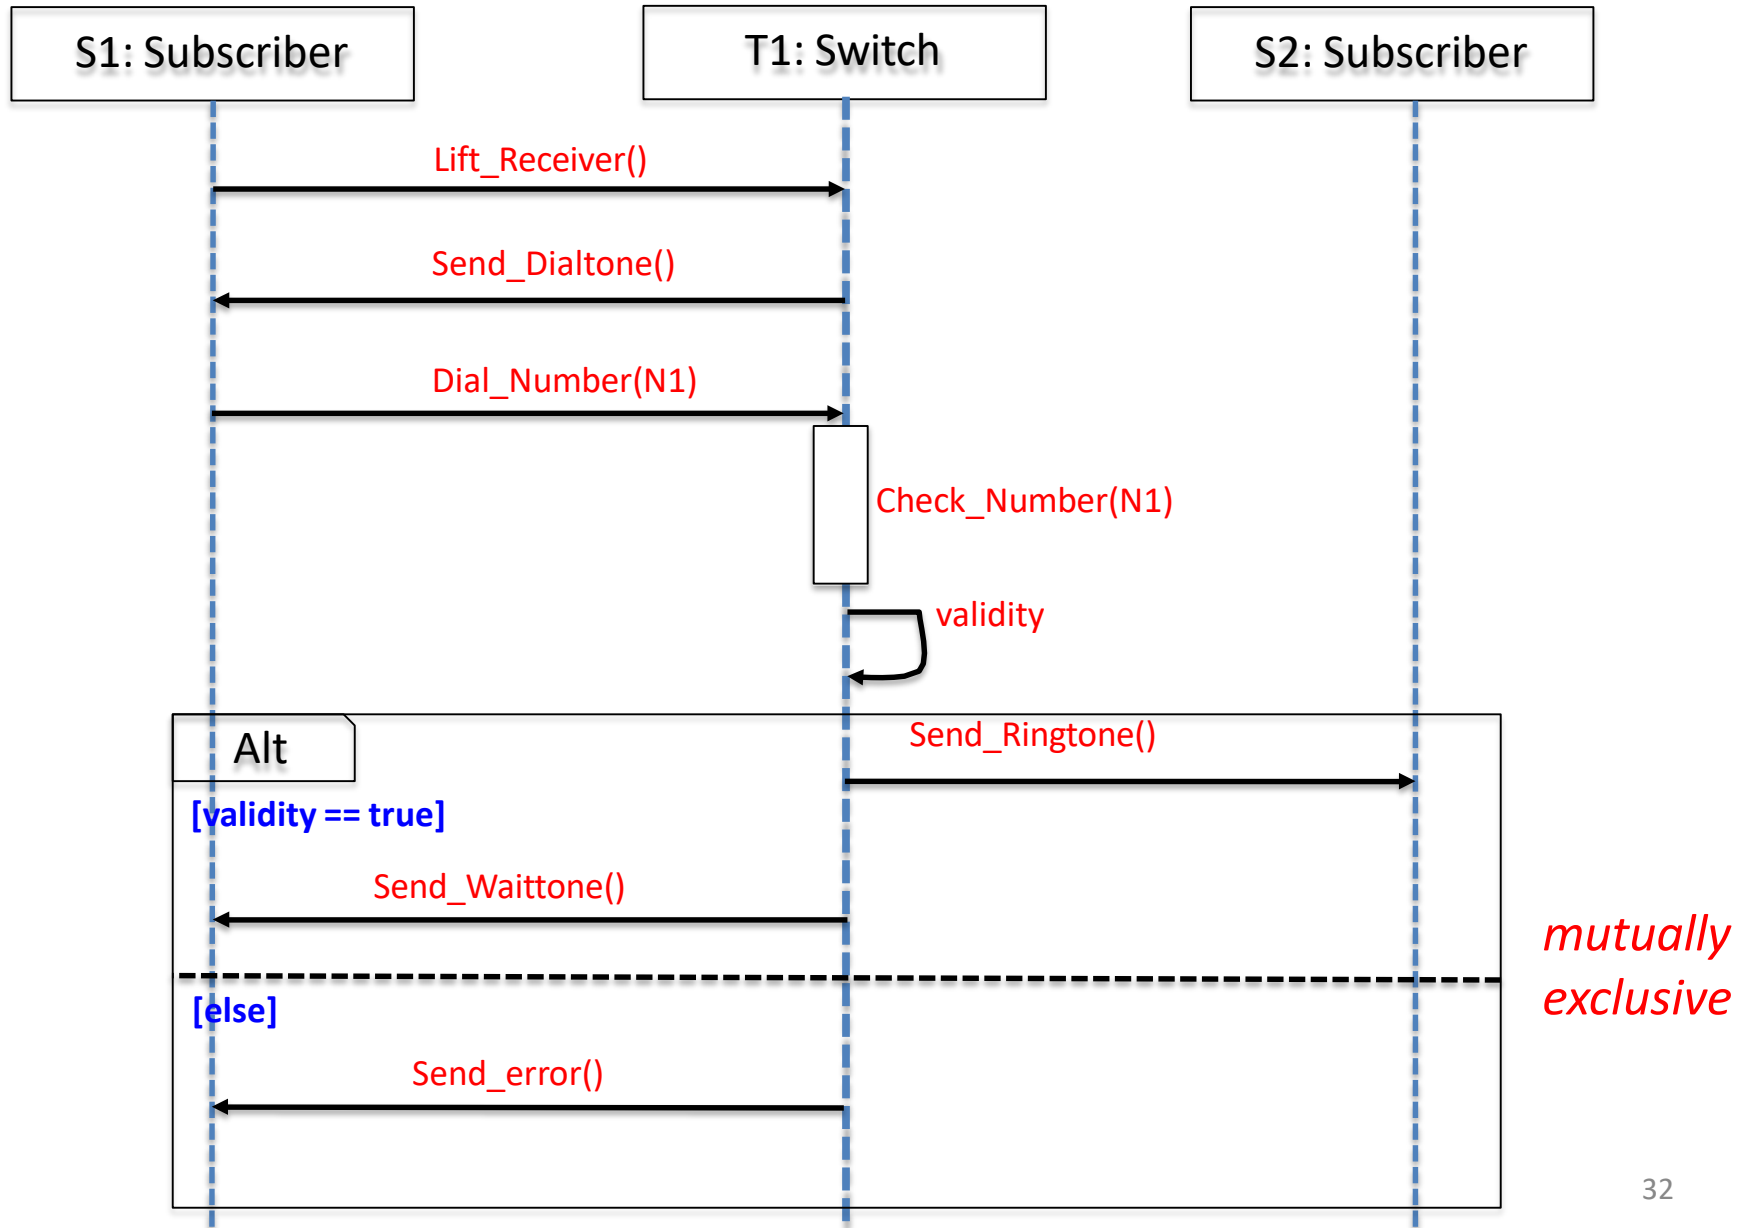 S1: Subscriber
T1: Switch
S2: Subscriber
Lift_Receiver()
Send_Dialtone()
Dial_Number(N1)
Check_Number(N1)
validity
Alt
Send_Ringtone()
[validity == true]
Send_Waittone()
mutually
exclusive
[else]
Send_error()
32